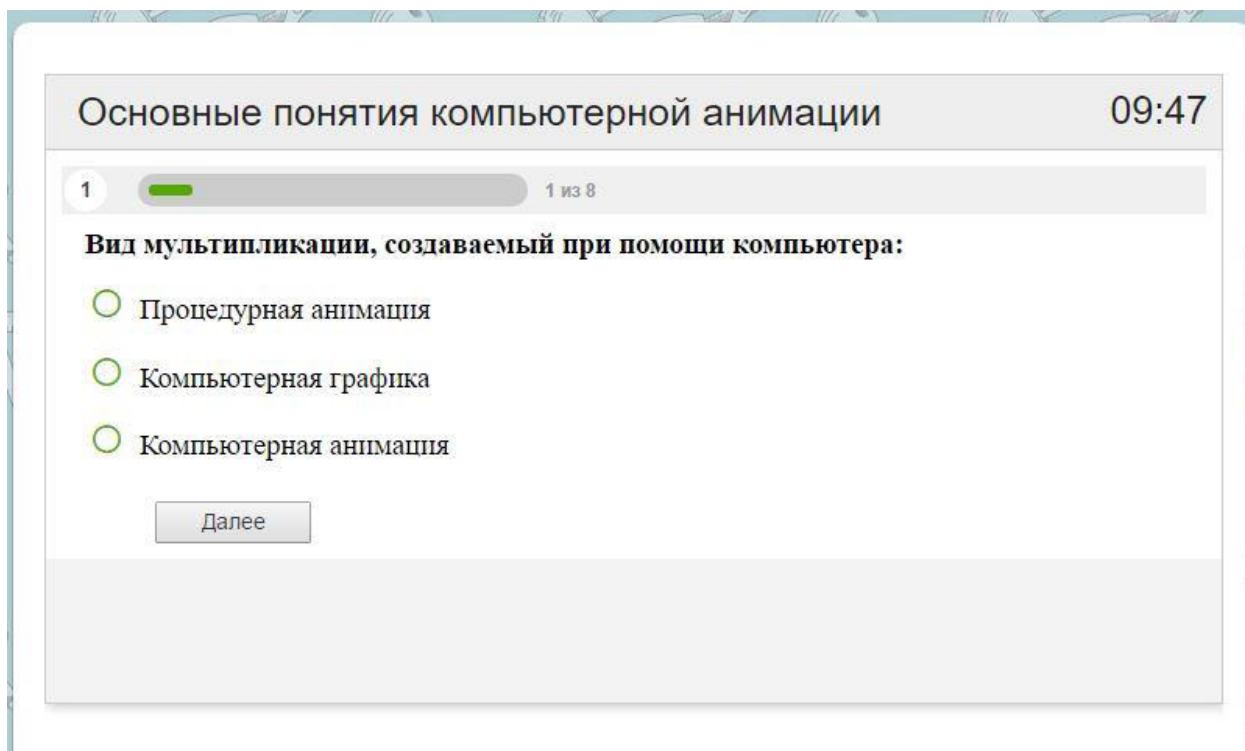 Основные понятия компьютерной анимации 09:47
1 1 из 8
Вид мультипликации, создаваемый при помощи компьютера:
Процедурная анимация
Компьютерная графика
Компьютерная анимация
Далее